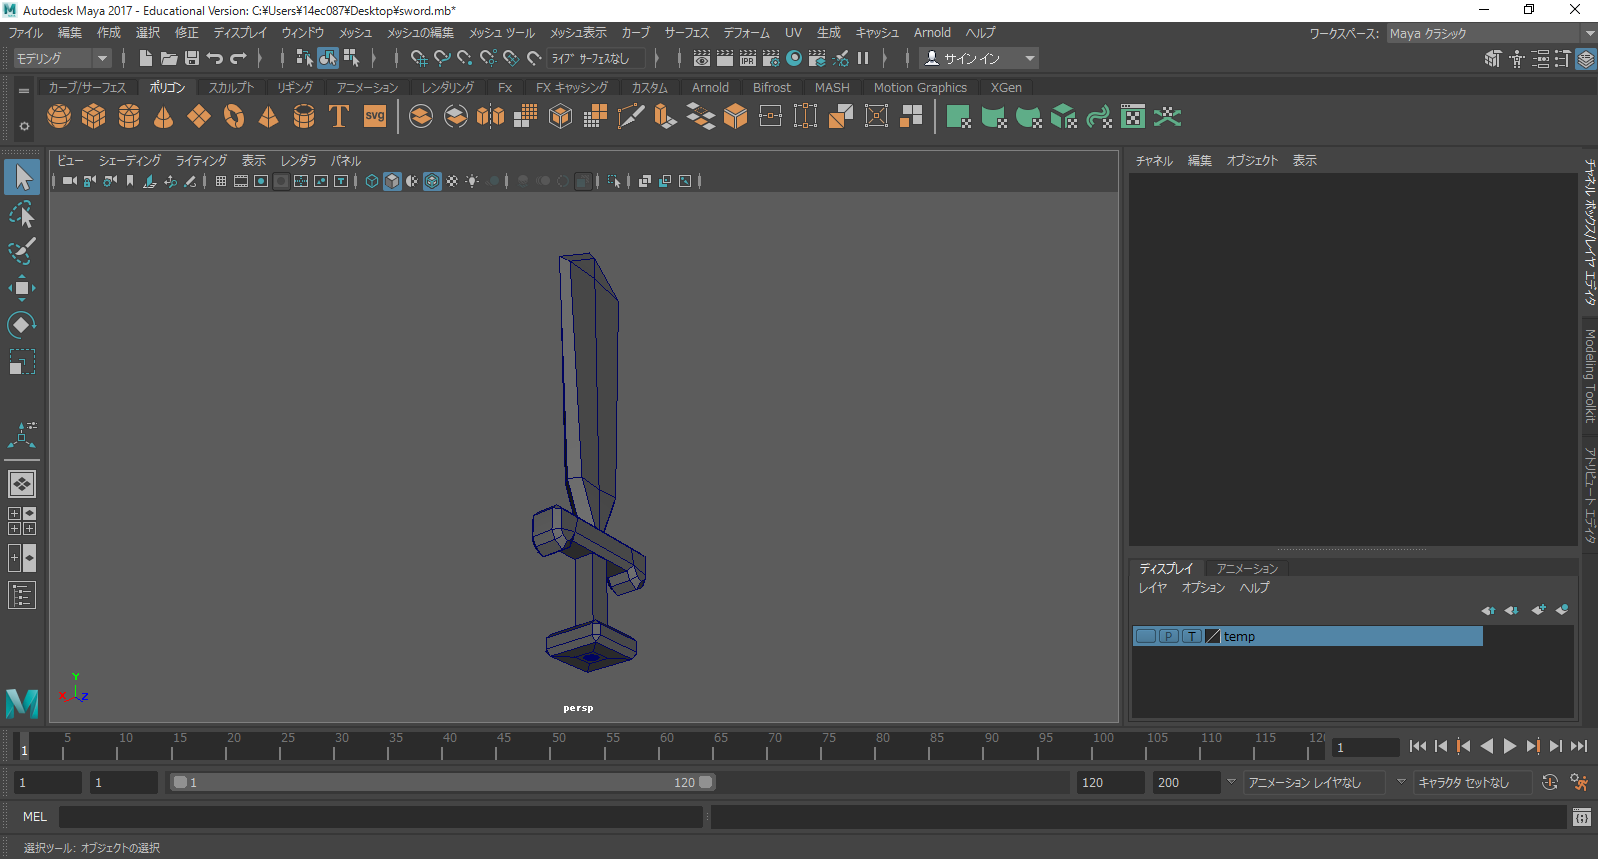 Autodesk Maya 2017 - Educational Version: C:¥Users¥14ec087¥Desktop¥sword.mb*
ファイル 編集 作成 選択 修正 ディスプレイ ウィンドウ メッシュ メッシュの編集 メッシュ ツール メッシュ表示 カーブ サーフェス デフォーム UV 生成 キャッシュ Arnold ヘルプ
ワークスペース: Maya クラシック
モデリング
ライブ サーフェスなし
サイン イン
カーブ/サーフェス ポリゴン スカルプト リギング アニメーション レンダリング Fx FX キャッシング カスタム Arnold Bifrost MASH Motion Graphics XGen
T SVG
ビュー シェーディング ライティング 表示 レンダラ パネル
チャネル 編集 オブジェクト 表示
チャネル ボックス/レイヤ エディタ
Modeling Toolkit
アトリビュート エディタ
Y
X Z
persp
ディスプレイ アニメーション
レイヤ オプション ヘルプ
P T temp
1 5 10 15 20 25 30 35 40 45 50 55 60 65 70 75 80 85 90 95 100 105 110 115 12
1
1 1 1 120 120 200 アニメーション レイヤなし キャラクタ セットなし
MEL
選択ツール: オブジェクトの選択